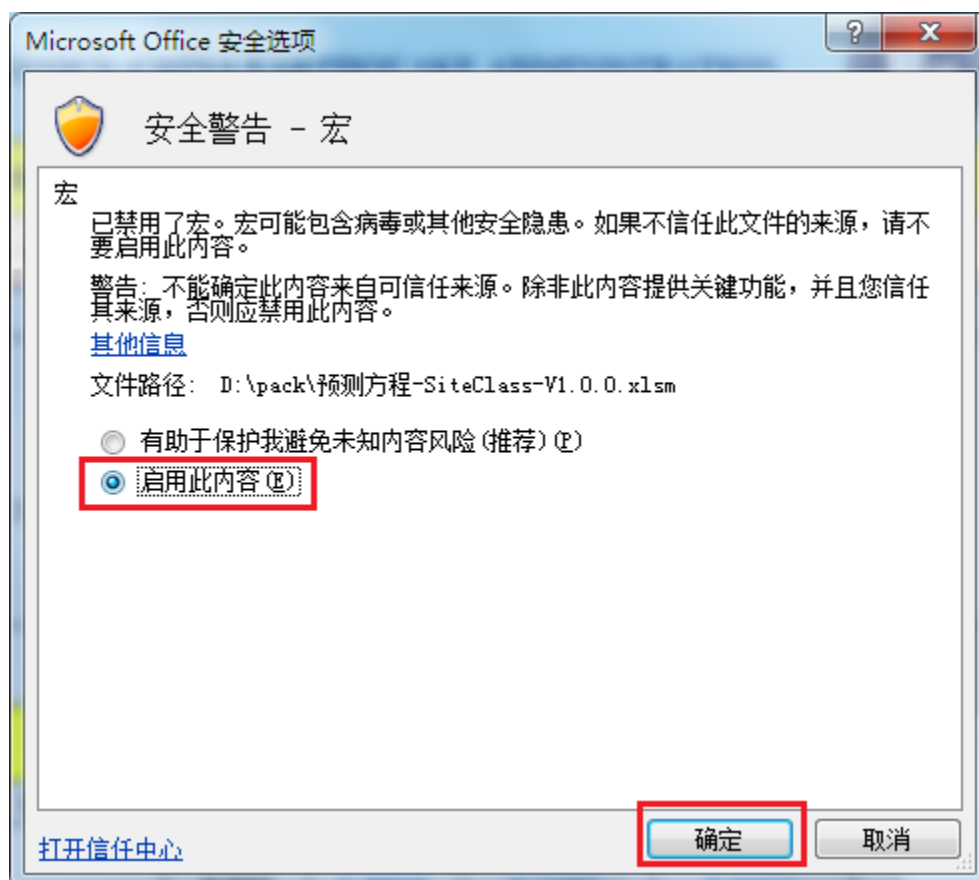 Microsoft Office 安全选项
安全警告 - 宏
宏
已禁用了宏。宏可能包含病毒或其他安全隐患。如果不信任此文件的来源，请不
要启用此内容。
警告: 不能确定此内容来自可信任来源。除非此内容提供关键功能，并且您信任
其来源，否则应禁用此内容。
其他信息
文件路径: D:\pack\预测方程-SiteClass-V1.0.0.xlsm
有助于保护我避免未知内容风险(推荐)(P)
启用此内容(E)
打开信任中心
确定
取消